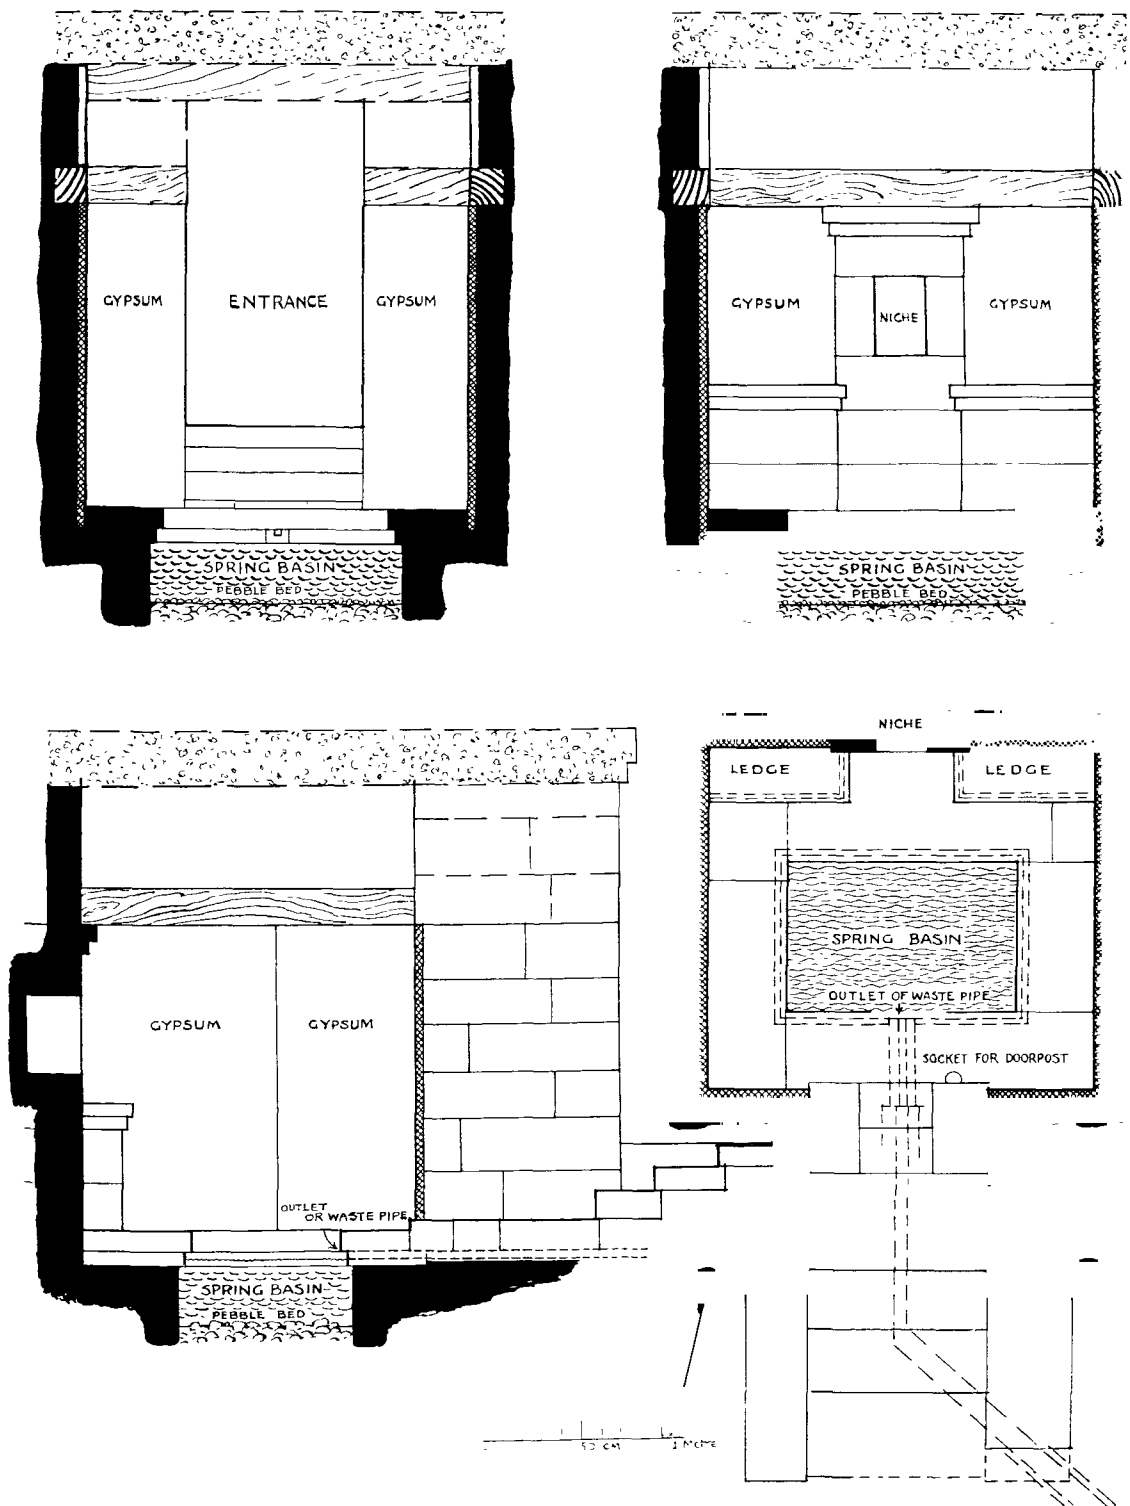 GYPSUM
ENTRANCE
GYPSUM
SPRING BASIN
PEBBLE BED
GYPSUM
NICHE
GYPSUM
SPRING BASIN
PEBBLE BED
GYPSUM
GYPSUM
OUTLET
OR WASTE PIPE
SPRING BASIN
PEBBLE BED
NICHE
LEDGE
LEDGE
SPRING BASIN
OUTLET OF WASTE PIPE
SOCKET FOR DOORPOST
50 CM